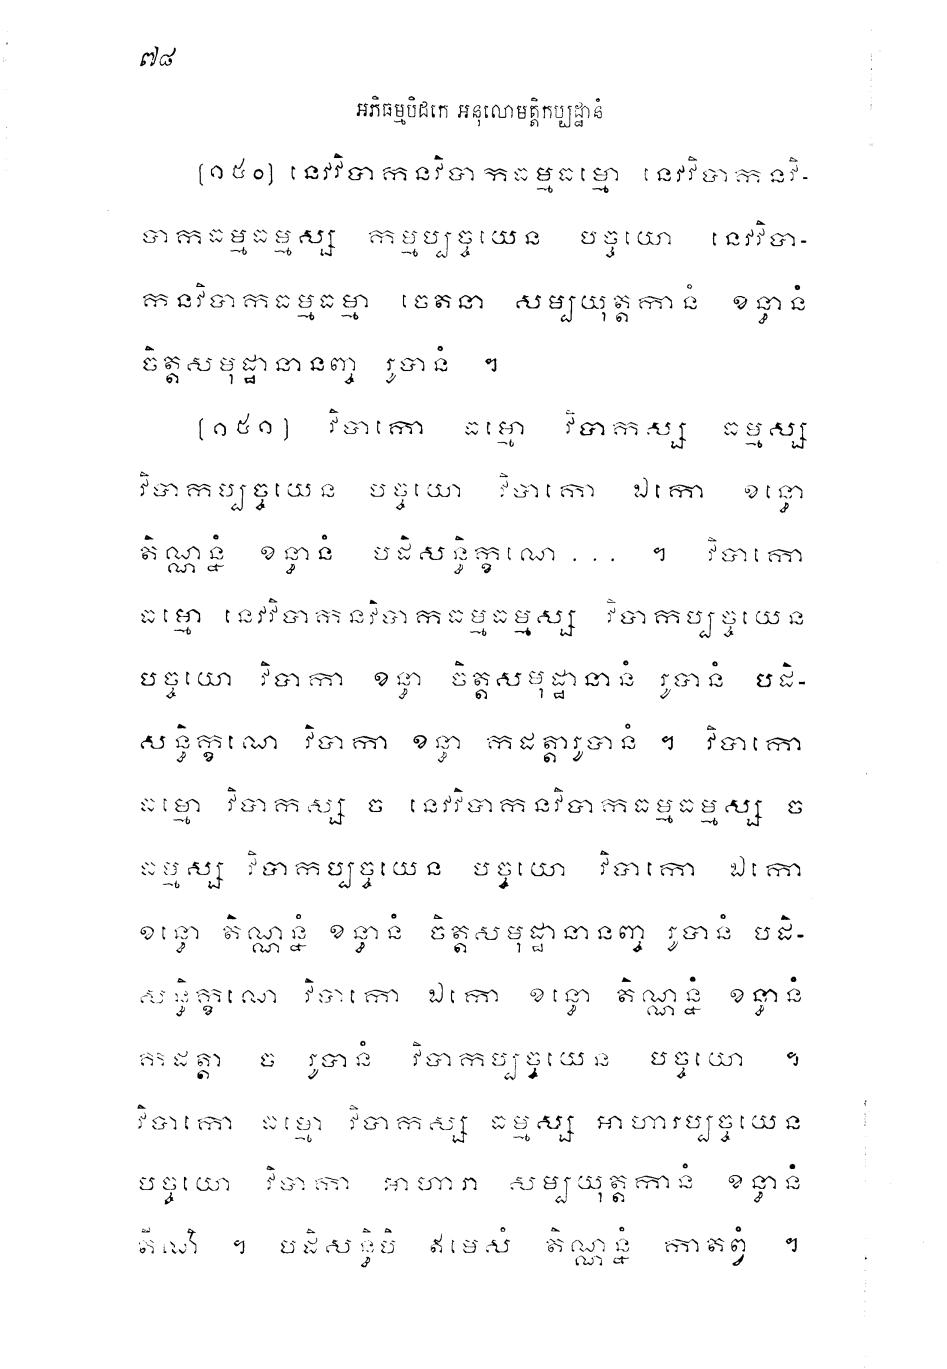 ៧៨
អភិធម្មបិដកេ អនុលោមត្តិកប្បដ្ឋានំ
(១៥០) នេវវិបាកនវិបាកធម្មធម្មោ នេវវិបាកនវិ-
បាកធម្មធម្មស្ស កម្មប្បច្ចយេន បច្ចយោ នេវវិបា-
កនវិបាកធម្មធម្មា ចេតនា សម្បយុត្តកានំ ខន្ធានំ
ចិត្តសមុដ្ឋានានញ្ច រូបានំ ។
(១៥១) វិបាកោ ធម្មោ វិបាកស្ស ធម្មស្ស
វិបាកប្បច្ចយេន បច្ចយោ វិបាកោ ឯកោ ខន្ធោ
តិណ្ណន្នំ ខន្ធានំ បដិសន្ធិក្ខណេ... ។ វិបាកោ
ធម្មោ នេវវិបាកនវិបាកធម្មធម្មស្ស វិបាកប្បច្ចយេន
បច្ចយោ វិបាកា ខន្ធា ចិត្តសមុដ្ឋានានំ រូបានំ បដិ-
សន្ធិក្ខណេ វិបាកា ខន្ធា កដត្តារូបានំ ។ វិបាកោ
ធម្មោ វិបាកស្ស ច នេវវិបាកនវិបាកធម្មធម្មស្ស ច
ធម្មស្ស វិបាកប្បច្ចយេន បច្ចយោ វិបាកោ ឯកោ
ខន្ធោ តិណ្ណន្នំ ខន្ធានំ ចិត្តសមុដ្ឋានានញ្ច រូបានំ បដិ-
សន្ធិក្ខណេ វិបាកោ ឯកោ ខន្ធោ តិណ្ណន្នំ ខន្ធានំ
កដត្តា ច រូបានំ វិបាកប្បច្ចយេន បច្ចយោ ។
វិបាកោ ធម្មោ វិបាកស្ស ធម្មស្ស អាហារប្បច្ចយេន
បច្ចយោ វិបាកា អាហារា សម្បយុត្តកានំ ខន្ធានំ
តីណិ ។ បដិសន្ធិបិ ឥមេសំ តិណ្ណន្នំ កាតព្វំ ។